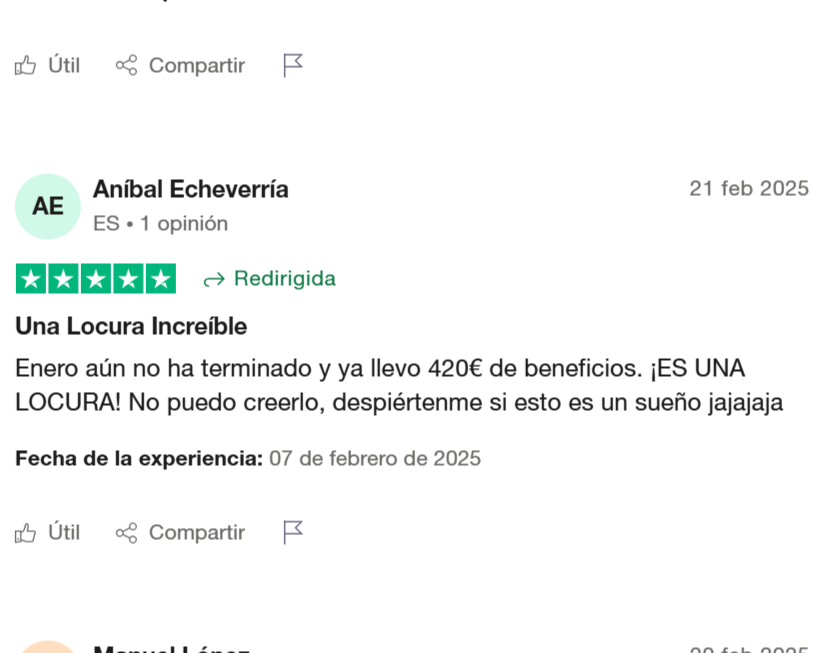 Útil Compartir
AE
Aníbal Echeverría
21 feb 2025
ES • 1 opinión
Redirigida
Una Locura Increíble
Enero aún no ha terminado y ya llevo 420€ de beneficios. ¡ES UNA
LOCURA! No puedo creerlo, despiértenme si esto es un sueño jajajaja
Fecha de la experiencia: 07 de febrero de 2025
Útil Compartir
Manuel López